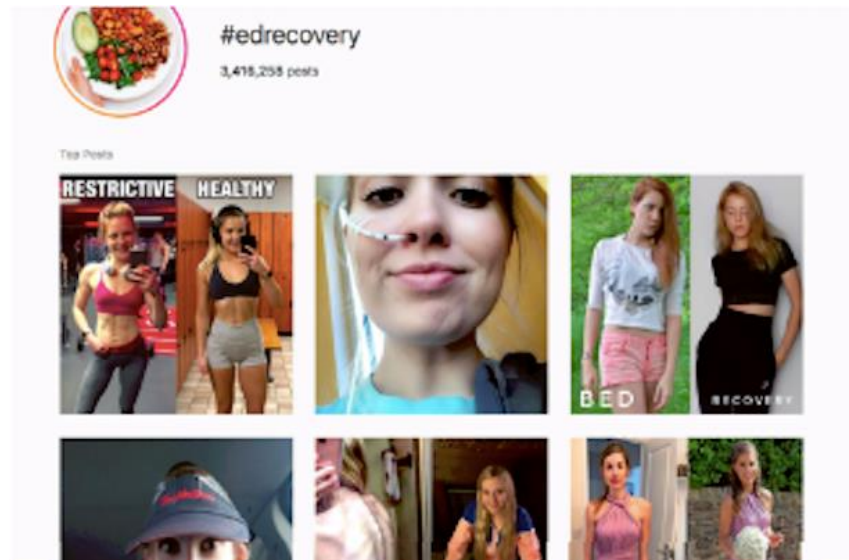 #edrecovery
3,416,258 posts
Top Posts
RESTRICTIVE HEALTHY
BED RECOVERY